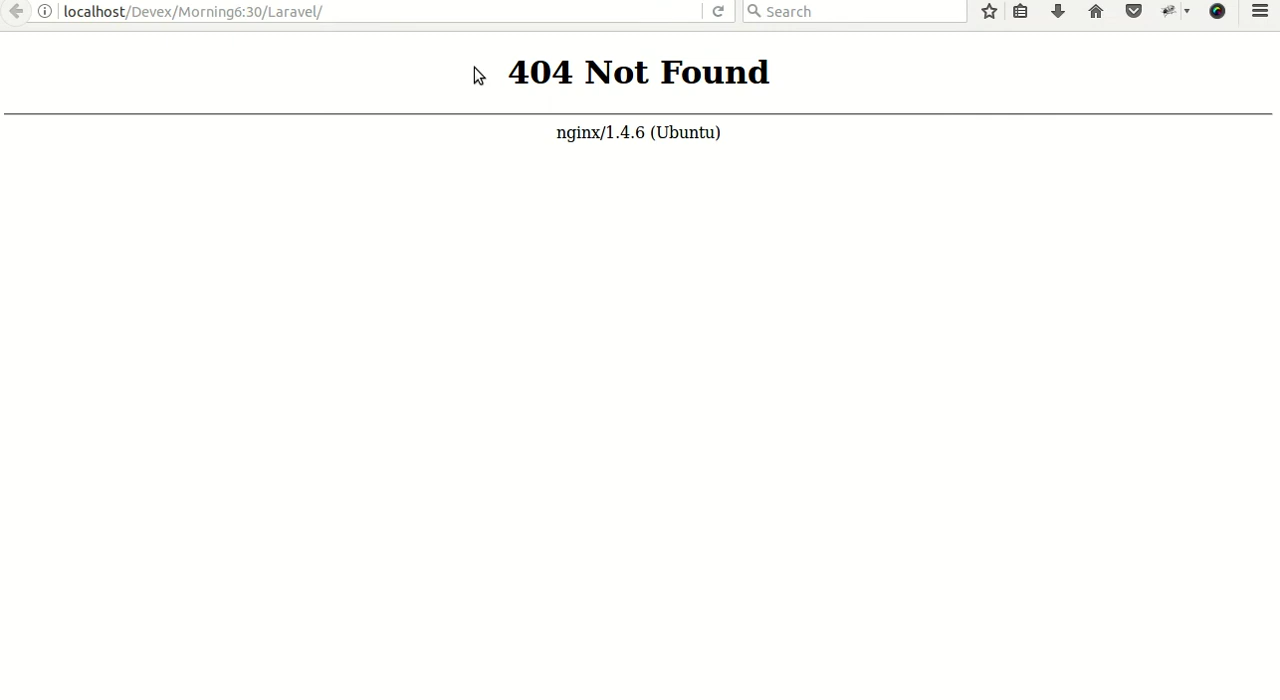 localhost/Devex/Morning6:30/Laravel/
Search
404 Not Found
nginx/1.4.6 (Ubuntu)